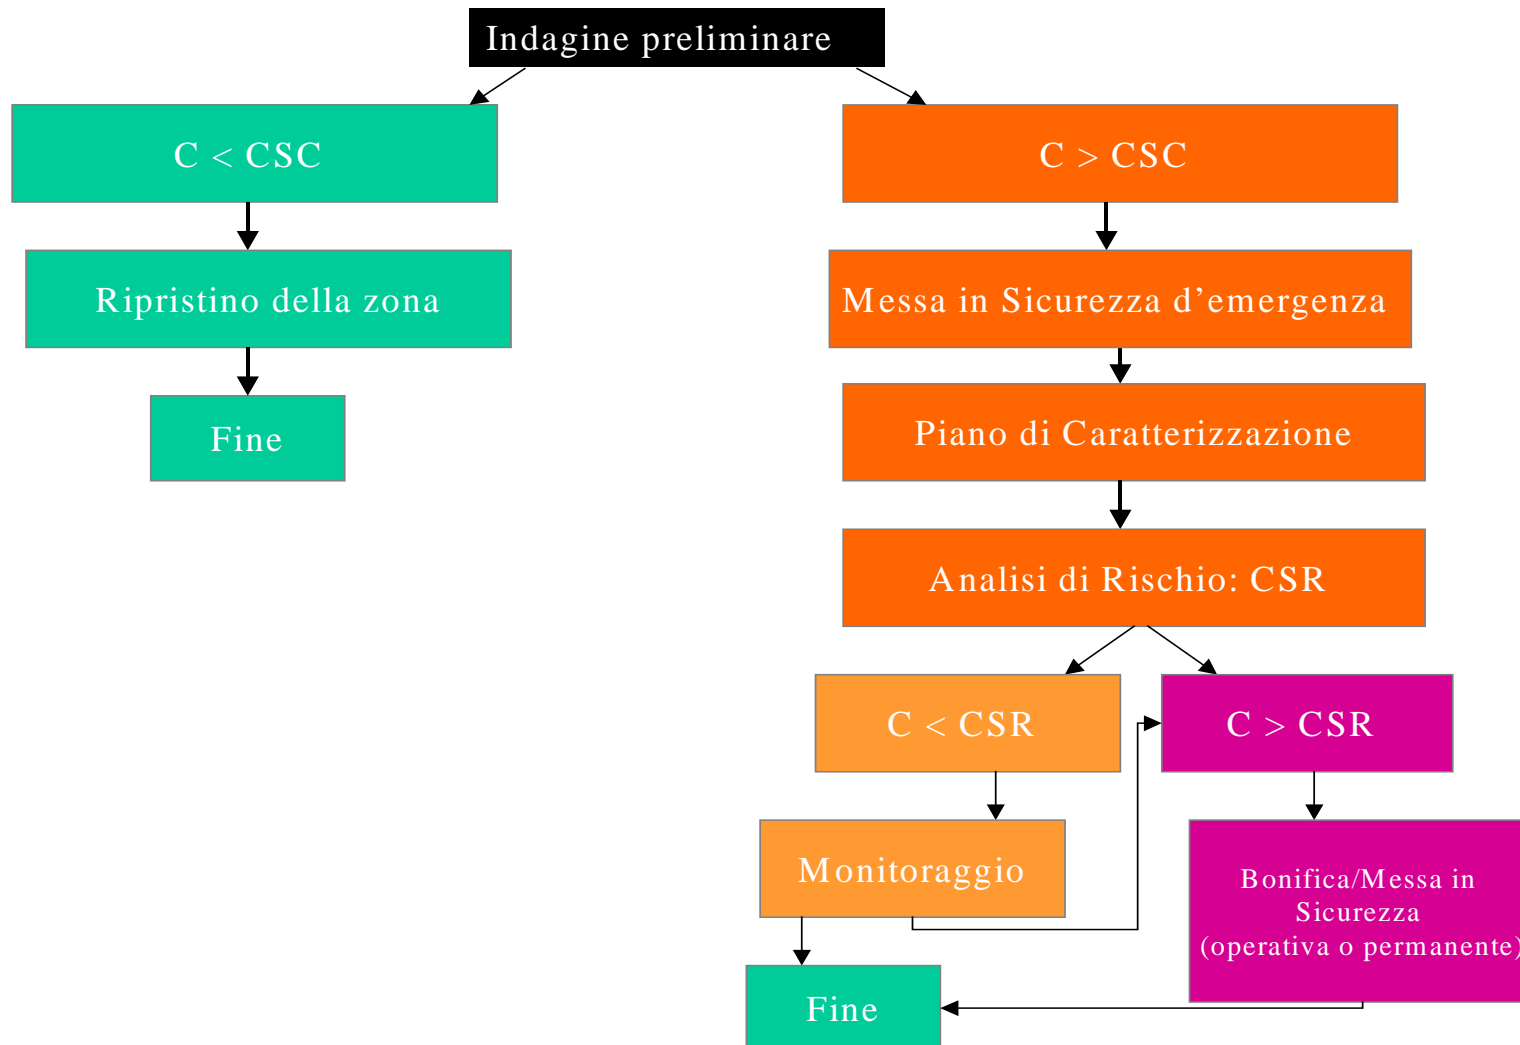 Indagine preliminare
C < CSC
C > CSC
Ripristino della zona
Messa in Sicurezza d’emergenza
Fine
Piano di Caratterizzazione
Analisi di Rischio: CSR
C < CSR
C > CSR
Monitoraggio
Bonifica/Messa in
Sicurezza
(operativa o permanente)
Fine